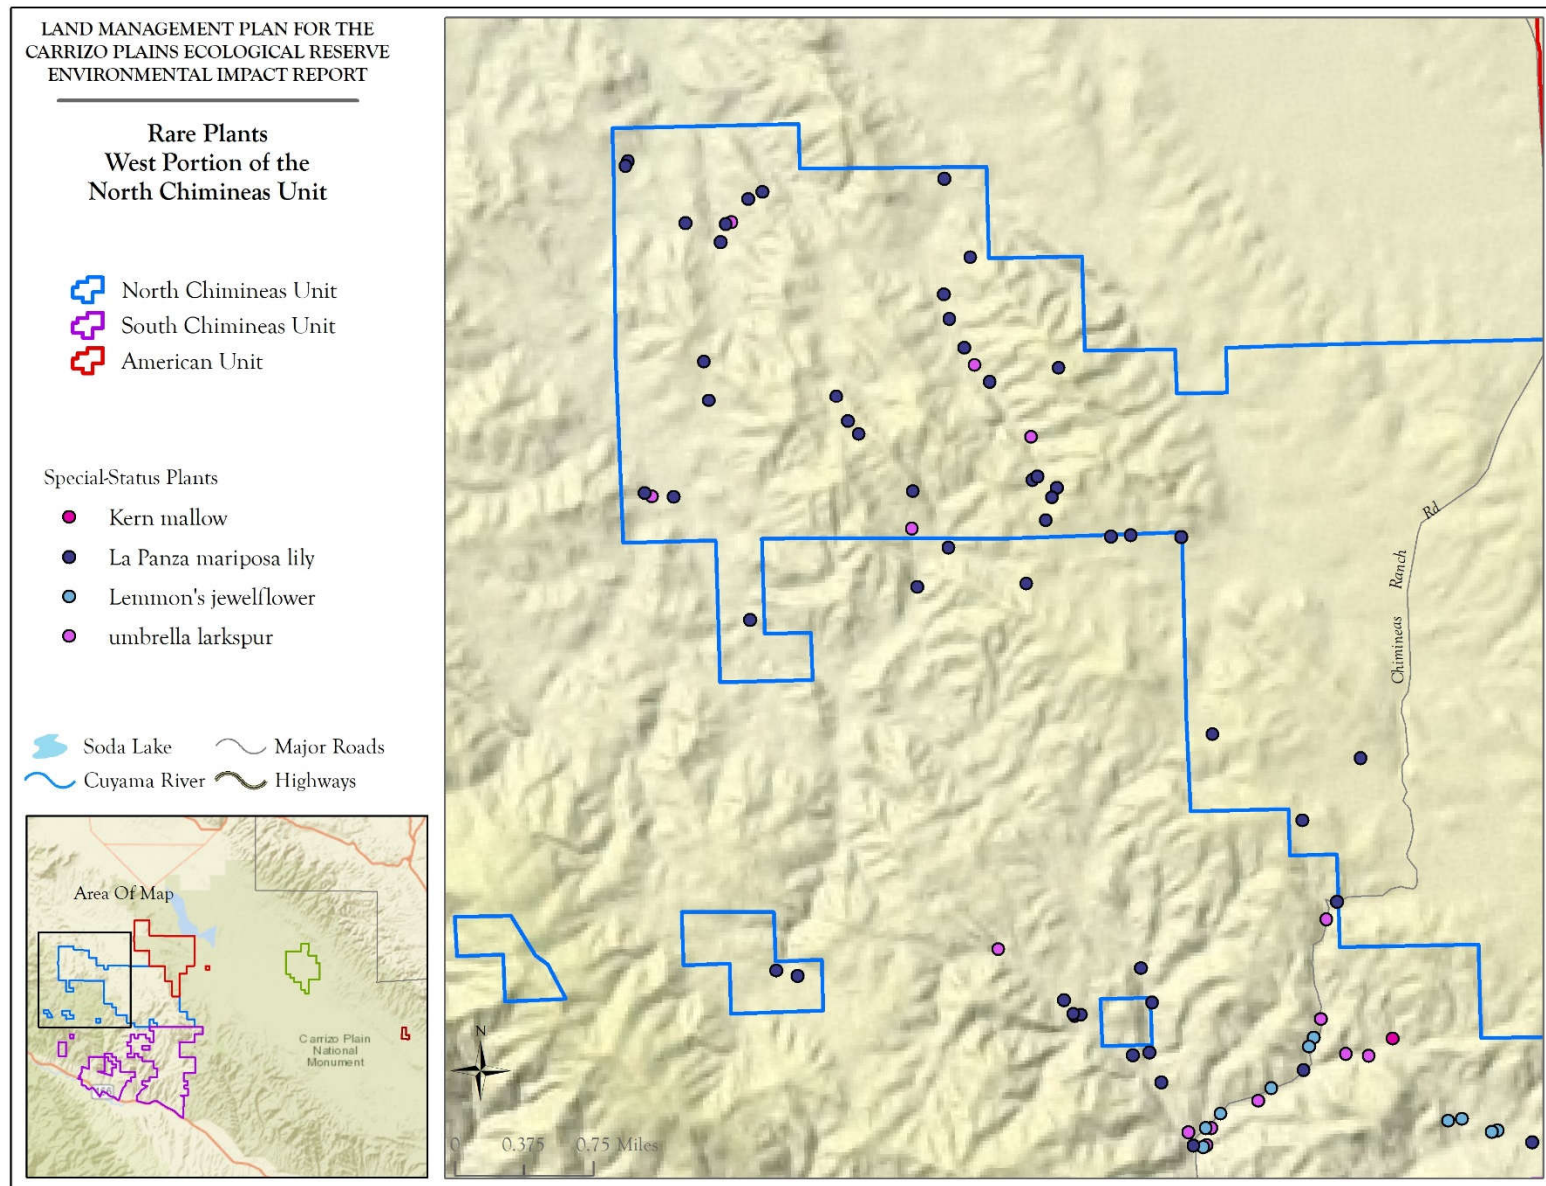 LAND MANAGEMENT PLAN FOR THE
CARRIZO PLAINS ECOLOGICAL RESERVE
ENVIRONMENTAL IMPACT REPORT
Rare Plants
West Portion of the
North Chimineas Unit
North Chimineas Unit
South Chimineas Unit
American Unit
Special-Status Plants
Kern mallow
La Panza mariposa lily
Lemmon's jewelflower
umbrella larkspur
Soda Lake
Major Roads
Cuyama River
Highways
Area Of Map
Carrizo Plain
National
Monument
Chimineas Ranch Rd
N
0 0.375 0.75 Miles